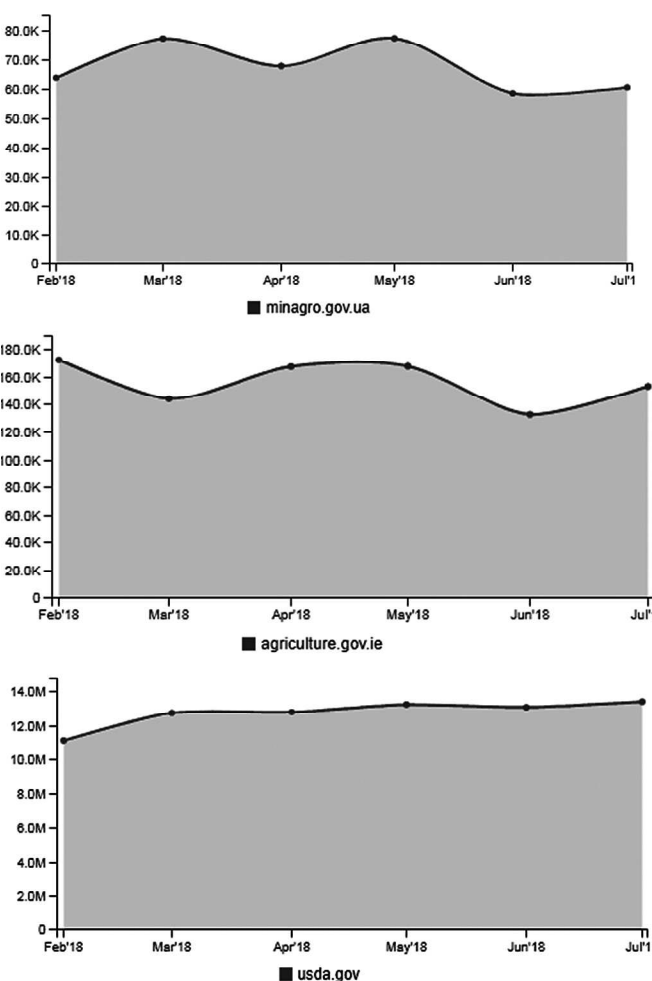 80.0K
70.0K
60.0K
50.0K
40.0K
30.0K
20.0K
10.0K
0
Feb'18 Mar'18 Apr'18 May'18 Jun'18 Jul'1
minagro.gov.ua
180.0K
160.0K
140.0K
120.0K
100.0K
80.0K
60.0K
40.0K
20.0K
0
Feb'18 Mar'18 Apr'18 May'18 Jun'18 Jul'
agriculture.gov.ie
14.0M
12.0M
10.0M
8.0M
6.0M
4.0M
2.0M
0
Feb'18 Mar'18 Apr'18 May'18 Jun'18 Jul'1
usda.gov